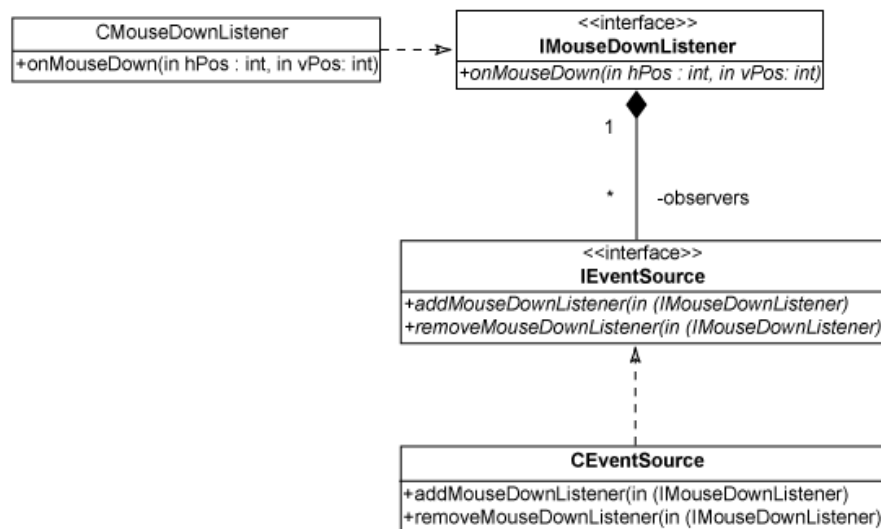 CMouseDownListener
+onMouseDown(in hPos : int, in vPos: int)
<<interface>>
IMouseDownListener
+onMouseDown(in hPos : int, in vPos: int)
1
*
-observers
<<interface>>
IEventSource
+addMouseDownListener(in (IMouseDownListener)
+removeMouseDownListener(in (IMouseDownListener)
CEventSource
+addMouseDownListener(in (IMouseDownListener)
+removeMouseDownListener(in (IMouseDownListener)